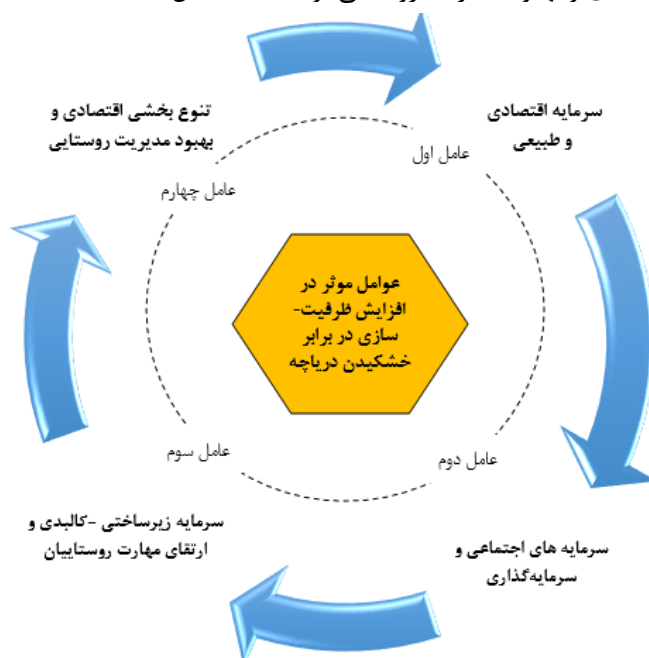 سرمایه اقتصادی
و طبیعی
عامل اول
تنوع بخشی اقتصادی و
بهبود مدیریت روستایی
عامل چهارم
عوامل موثر در
افزایش ظرفیت-
سازی در برابر
خشکیدن دریاچه
عامل دوم
عامل سوم
سرمایه های اجتماعی و
سرمایه‌گذاری
سرمایه زیرساختی -کالبدی و
ارتقای مهارت روستاییان